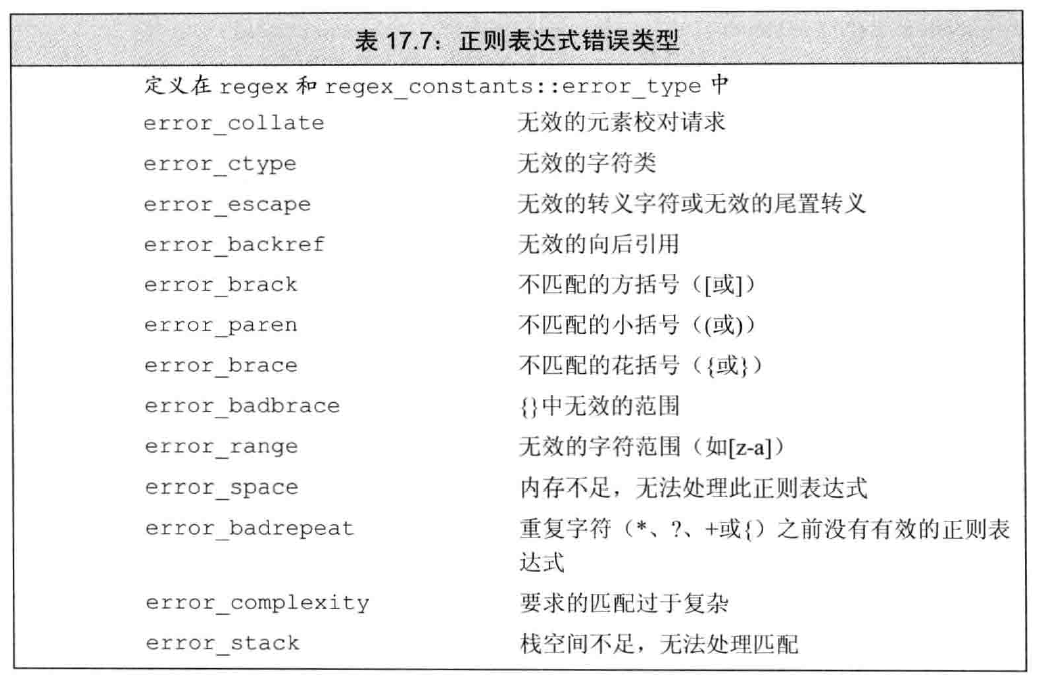 表 17.7：正则表达式错误类型
定义在 regex 和 regex_constants::error_type 中
error_collate 无效的元素校对请求
error_ctype 无效的字符类
error_escape 无效的转义字符或无效的尾置转义
error_backref 无效的向后引用
error_brack 不匹配的方括号（[或]）
error_paren 不匹配的小括号（(或)）
error_brace 不匹配的花括号（{或}）
error_badbrace {}中无效的范围
error_range 无效的字符范围（如[z-a]）
error_space 内存不足，无法处理此正则表达式
error_badrepeat 重复字符（*、?、+或{）之前没有有效的正则表
达式
error_complexity 要求的匹配过于复杂
error_stack 栈空间不足，无法处理匹配